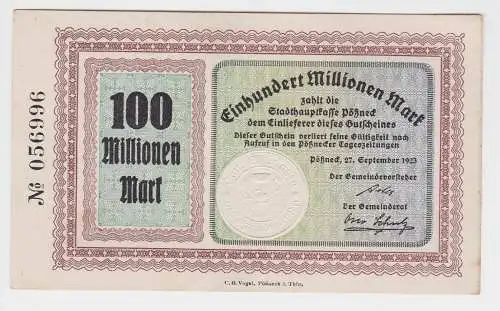 № 056996
100
Millionen
Mark
Einhundert Millionen Mark
zahlt die
Stadthauptkasse Pößneck
dem Einlieferer dieses Gutscheines
Dieser Gutschein verliert seine Gültigkeit nach
Aufruf in den Pößnecker Tageszeitungen
Pößneck, 27. September 1923
Der Gemeindevorsteher
Der Gemeinderat
C. G. Vogel, Pößneck i. Thür.